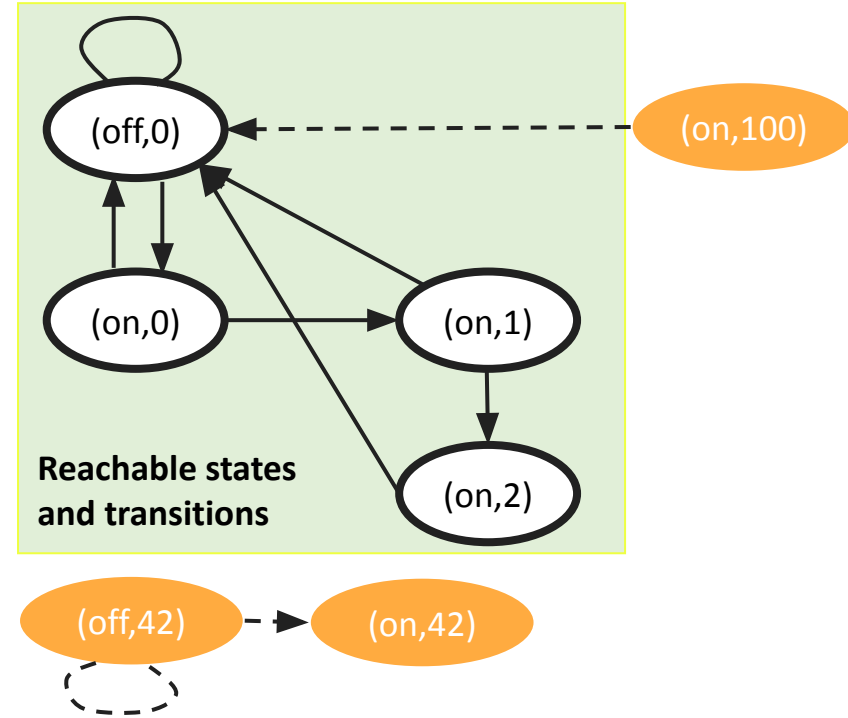 (off,0)
(on,100)
(on,0)
(on,1)
(on,2)
Reachable states
and transitions
(off,42)
(on,42)